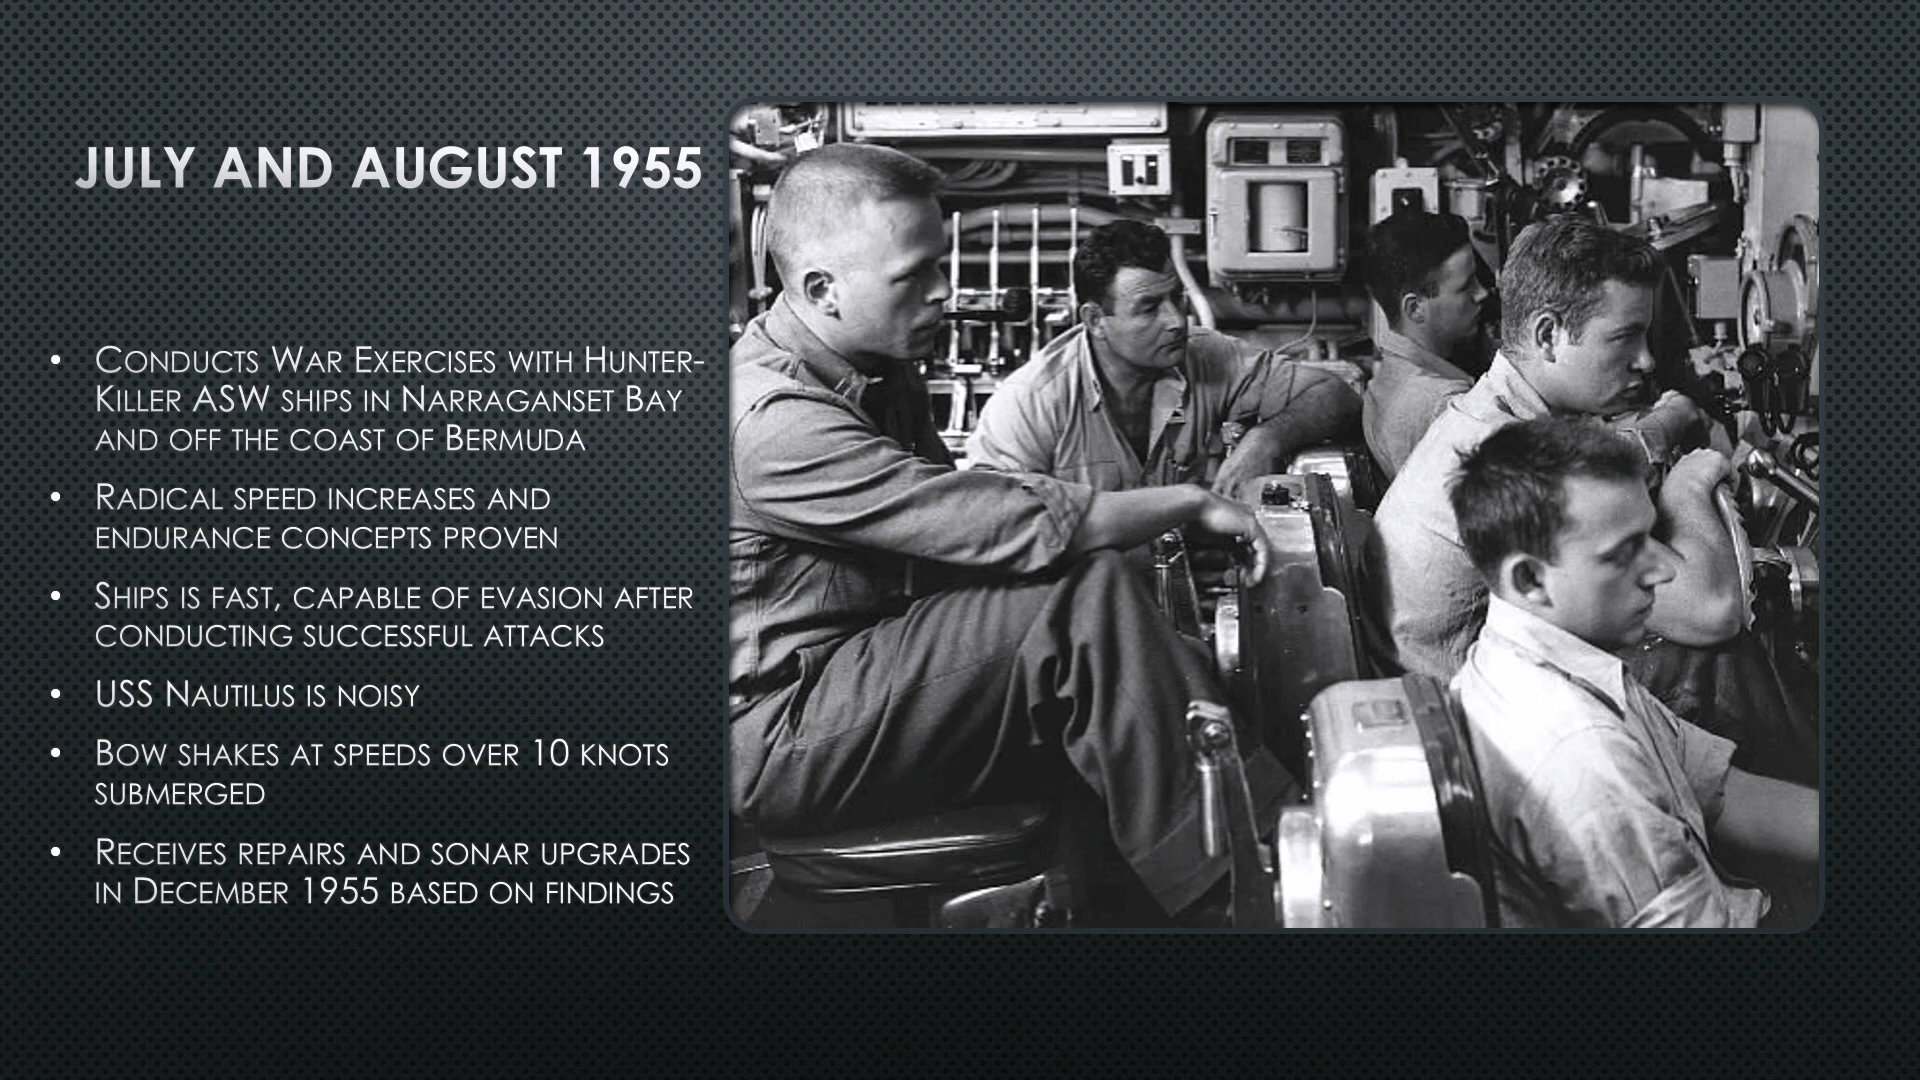 JULY AND AUGUST 1955
• Conducts War Exercises with Hunter-
Killer ASW ships in Narraganset Bay
and off the coast of Bermuda
• Radical speed increases and
endurance concepts proven
• Ships is fast, capable of evasion after
conducting successful attacks
• USS Nautilus is noisy
• Bow shakes at speeds over 10 knots
submerged
• Receives repairs and sonar upgrades
in December 1955 based on findings